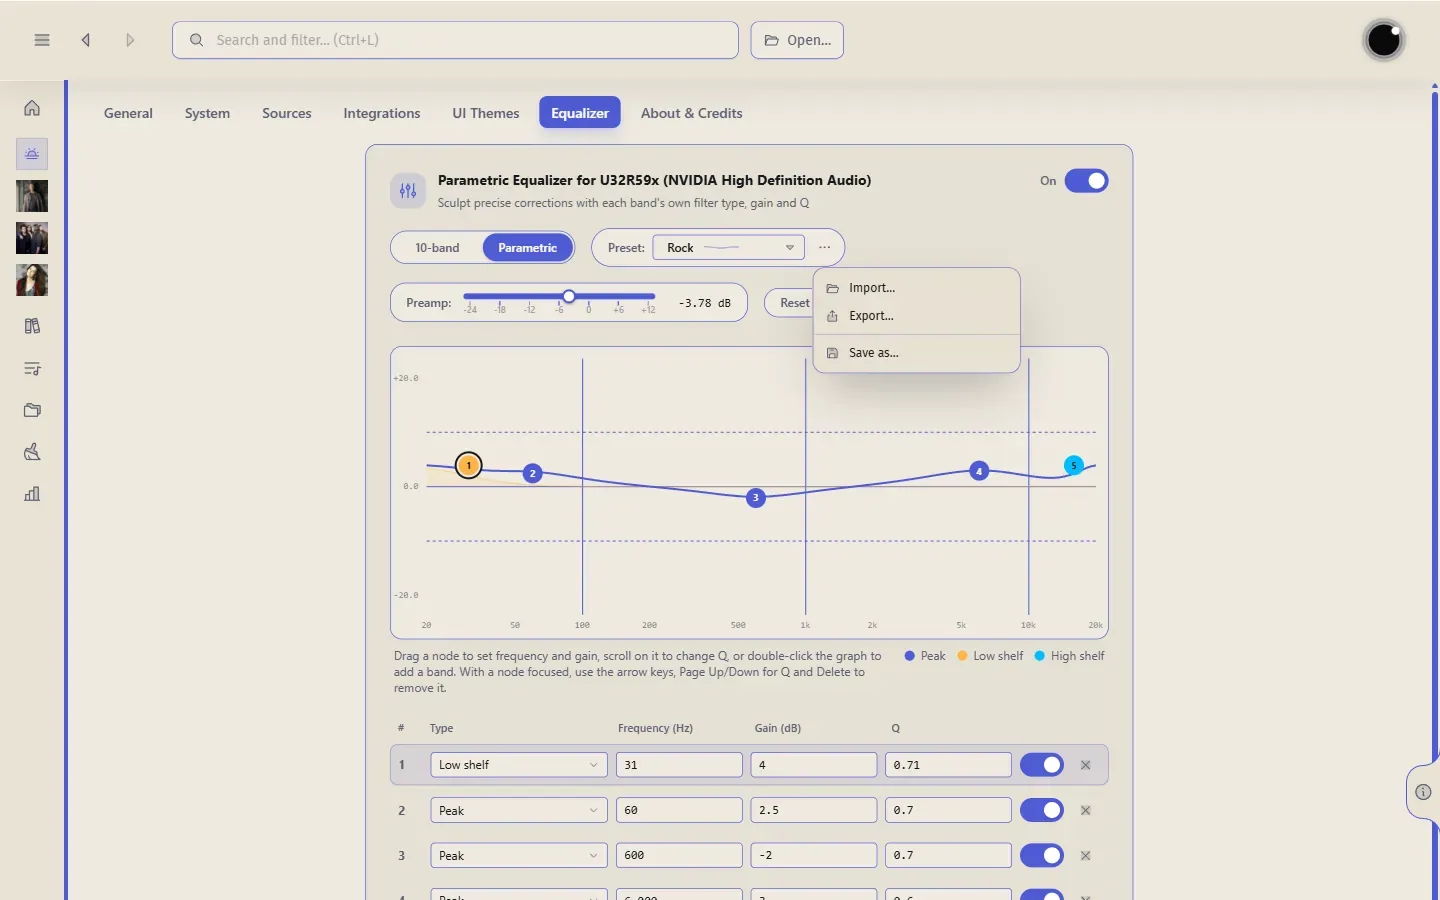 Search and filter... (Ctrl+L)
Open...
General
System
Sources
Integrations
UI Themes
Equalizer
About & Credits
Parametric Equalizer for U32R59x (NVIDIA High Definition Audio)
Sculpt precise corrections with each band's own filter type, gain and Q
On
10-band
Parametric
Preset:
Rock
...
Import...
Export...
Save as...
Preamp:
-24 -18 -12 -6 0 +6 +12
-3.78 dB
Reset
+20.0
0.0
-20.0
1
2
3
4
5
20 50 100 200 500 1k 2k 5k 10k 20k
Drag a node to set frequency and gain, scroll on it to change Q, or double-click the graph to
add a band. With a node focused, use the arrow keys, Page Up/Down for Q and Delete to
remove it.
Peak
Low shelf
High shelf
# Type Frequency (Hz) Gain (dB) Q
1 Low shelf 31 4 0.71
2 Peak 60 2.5 0.7
3 Peak 600 -2 0.7